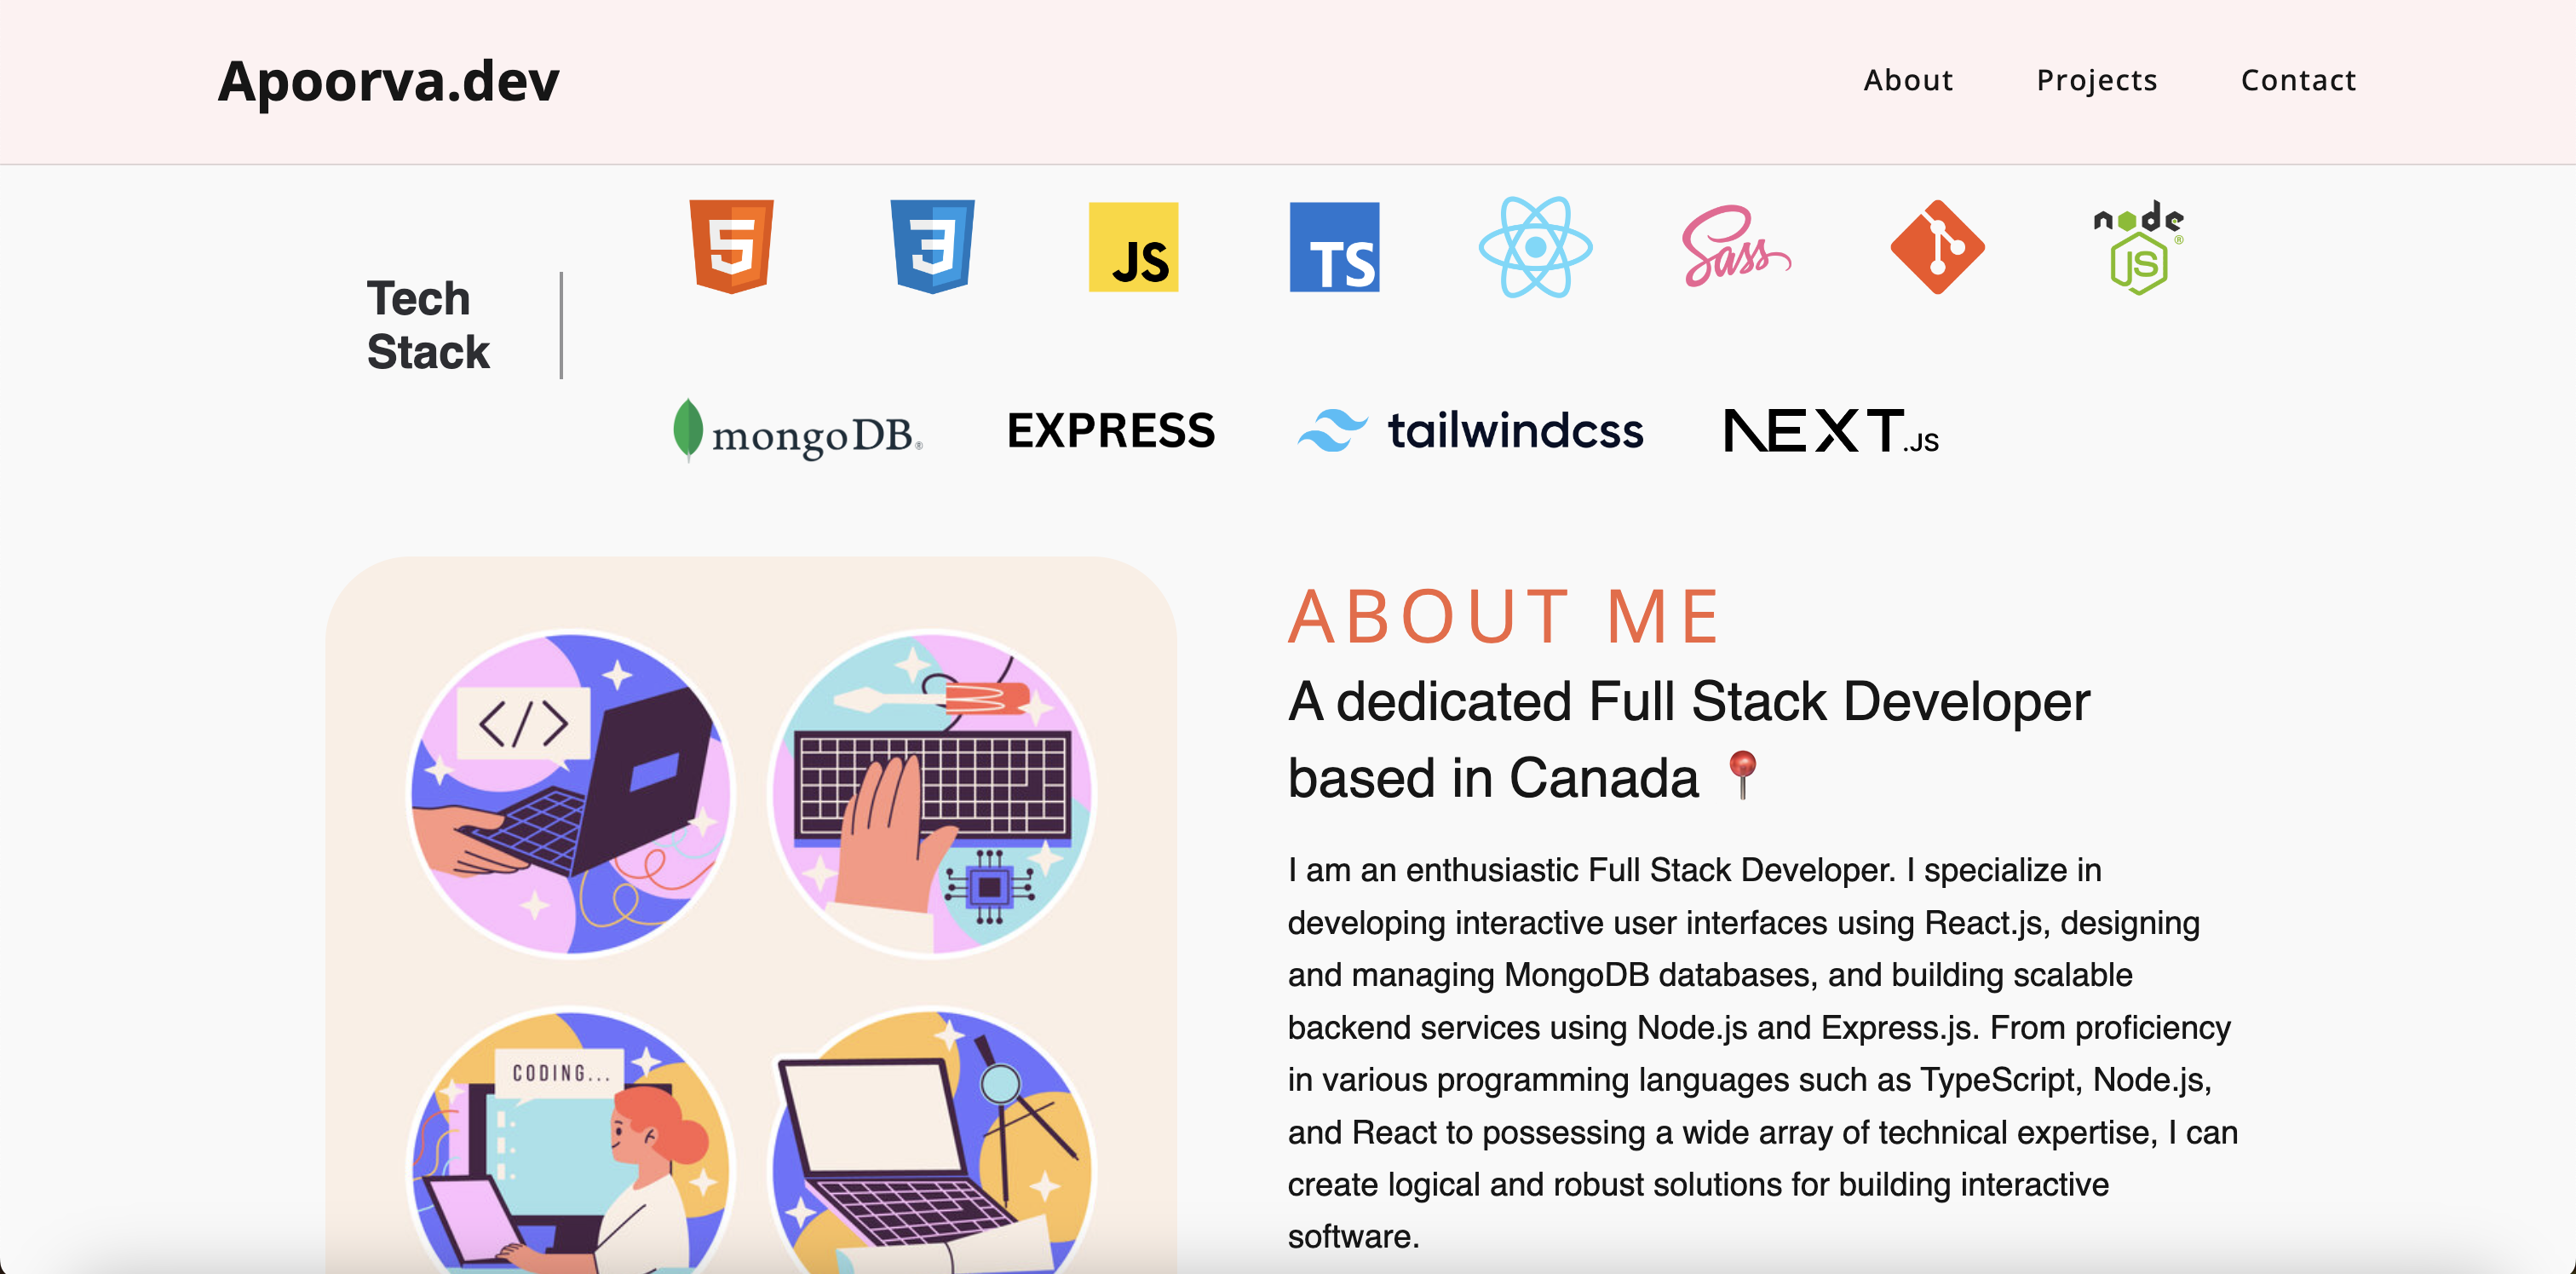 Apoorva.dev
About Projects Contact
5 3 JS TS Sass node JS ®
Tech
Stack
mongoDB® EXPRESS tailwindcss NEXT.JS
</>
CODING...
ABOUT ME
A dedicated Full Stack Developer
based in Canada 📍
I am an enthusiastic Full Stack Developer. I specialize in
developing interactive user interfaces using React.js, designing
and managing MongoDB databases, and building scalable
backend services using Node.js and Express.js. From proficiency
in various programming languages such as TypeScript, Node.js,
and React to possessing a wide array of technical expertise, I can
create logical and robust solutions for building interactive
software.